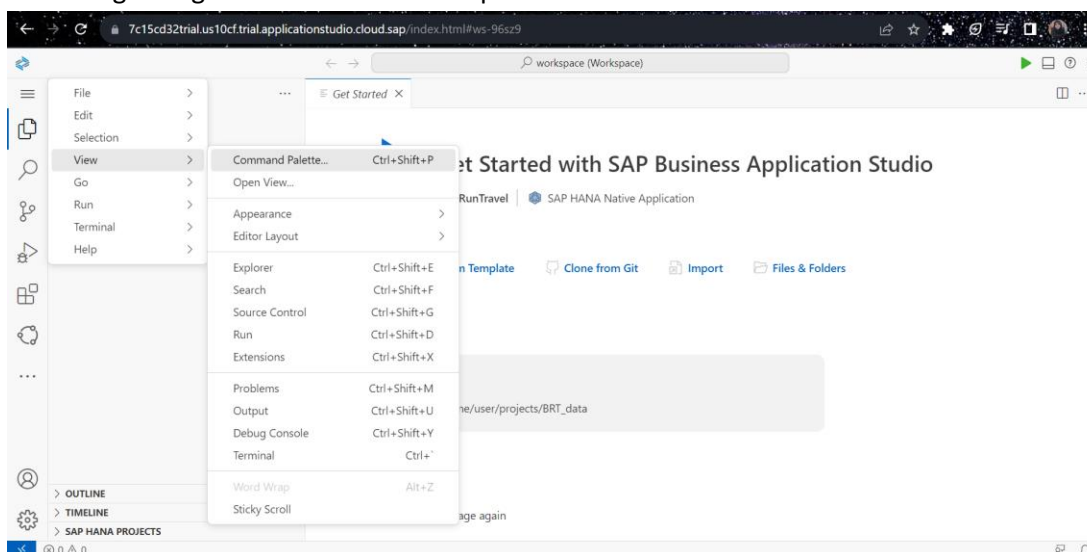 7c15cd32trial.us10cf.trial.applicationstudio.cloud.sap/index.html#ws-96sz9
workspace (Workspace)
File
Edit
Selection
View
Go
Run
Terminal
Help
Get Started
Command Palette... Ctrl+Shift+P
Open View...
Appearance
Editor Layout
Explorer Ctrl+Shift+E
Search Ctrl+Shift+F
Source Control Ctrl+Shift+G
Run Ctrl+Shift+D
Extensions Ctrl+Shift+X
Problems Ctrl+Shift+M
Output Ctrl+Shift+U
Debug Console Ctrl+Shift+Y
Terminal Ctrl+`
Word Wrap Alt+Z
Sticky Scroll
et Started with SAP Business Application Studio
RunTravel | SAP HANA Native Application
Template Clone from Git Import Files & Folders
/user/projects/BRT_data
again
OUTLINE
TIMELINE
SAP HANA PROJECTS
0 0